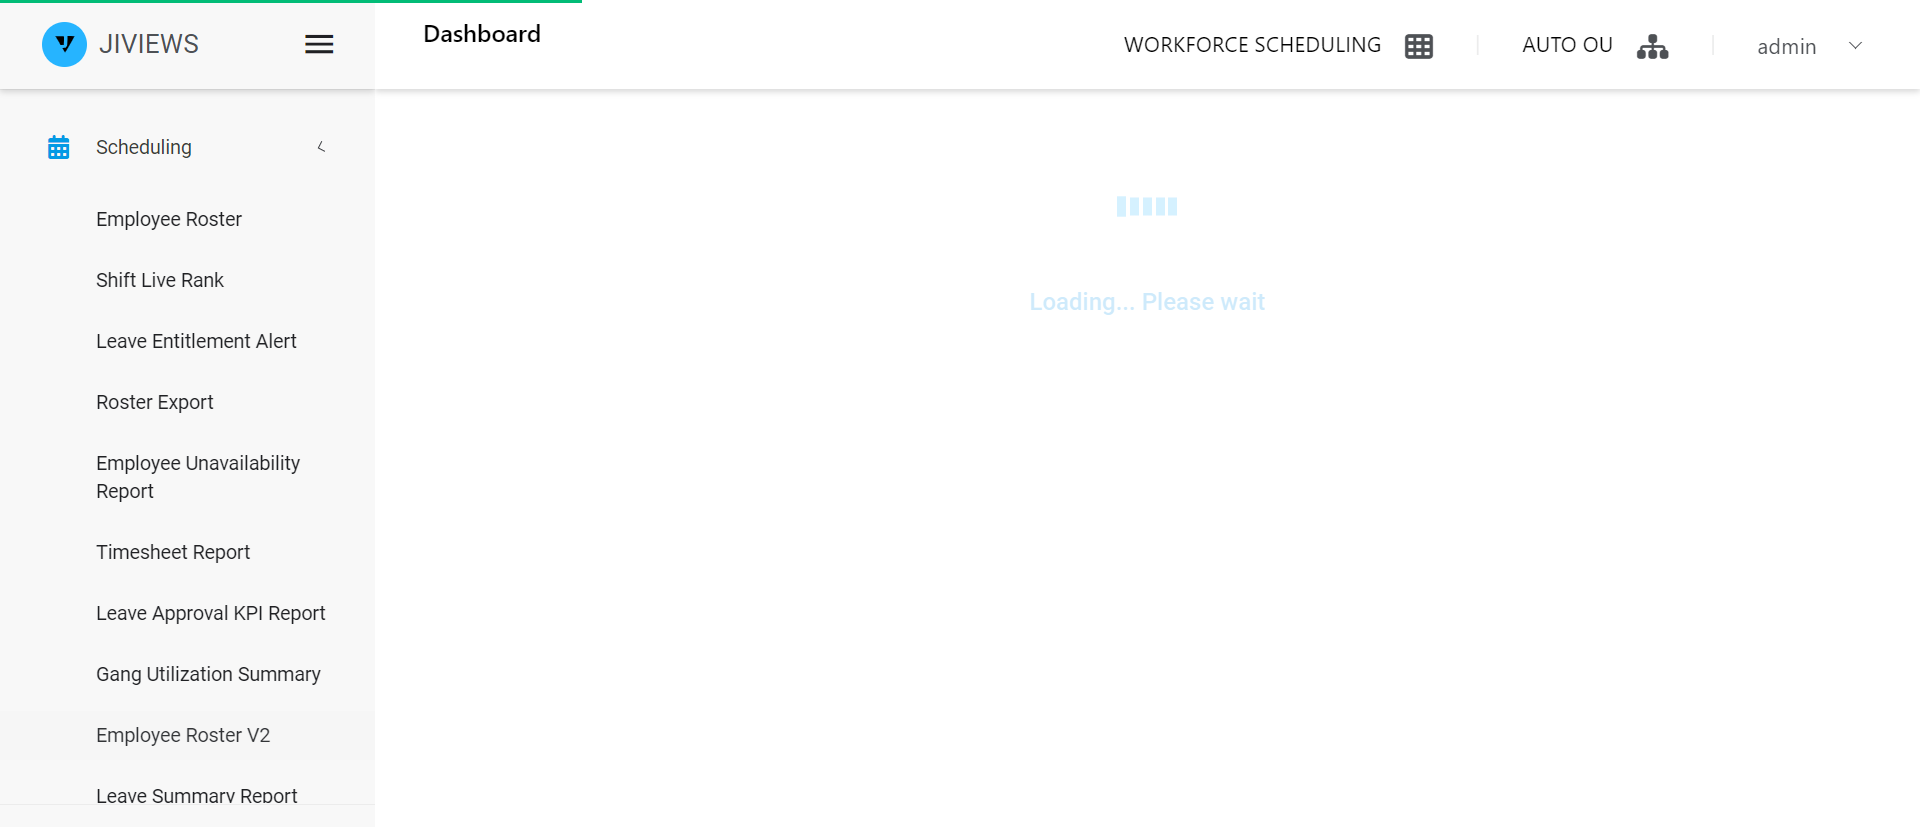 JIVIEWS
Dashboard
WORKFORCE SCHEDULING
AUTO OU
admin
Scheduling
Employee Roster
Shift Live Rank
Leave Entitlement Alert
Roster Export
Employee Unavailability
Report
Timesheet Report
Leave Approval KPI Report
Gang Utilization Summary
Employee Roster V2
Leave Summary Report
Loading... Please wait